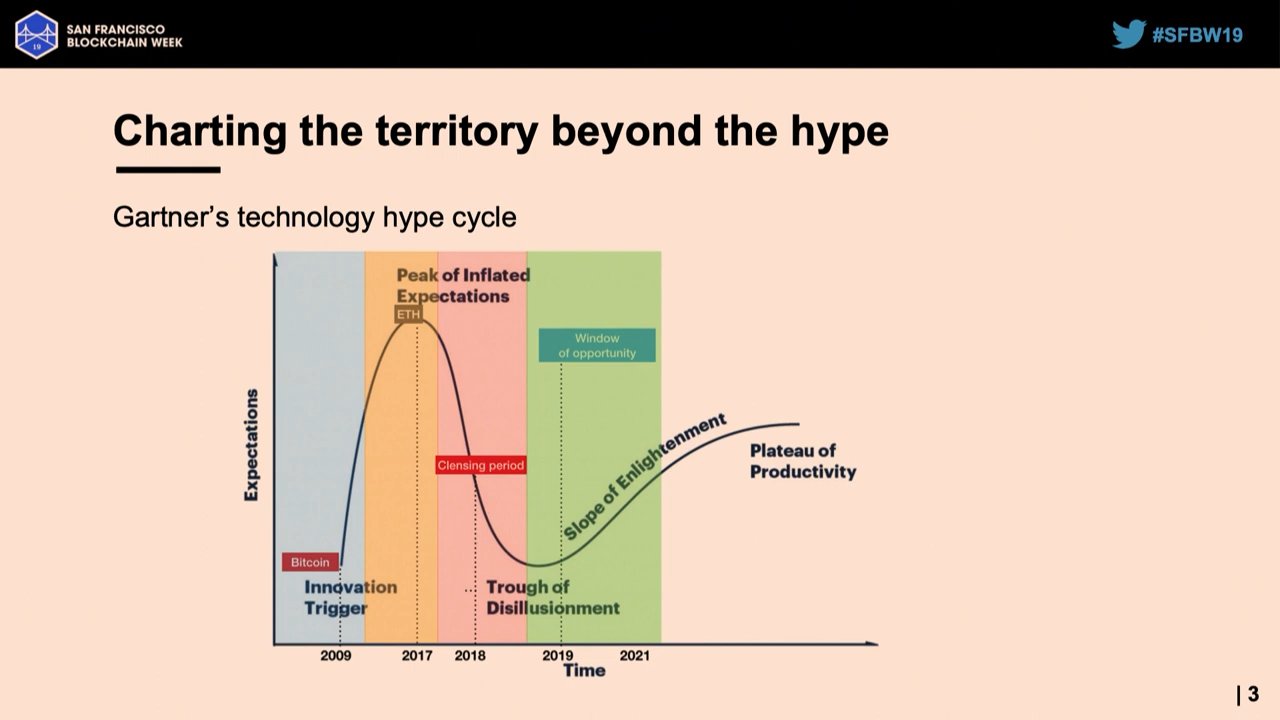 SAN FRANCISCO
BLOCKCHAIN WEEK
19
#SFBW19
Charting the territory beyond the hype
Gartner’s technology hype cycle
Peak of Inflated
Expectations
ETH
Window
of opportunity
Expectations
Clensing period
Slope of Enlightenment
Plateau of
Productivity
Bitcoin
Innovation
Trigger
... Trough of
Disillusionment
2009 2017 2018 2019 2021
Time
| 3